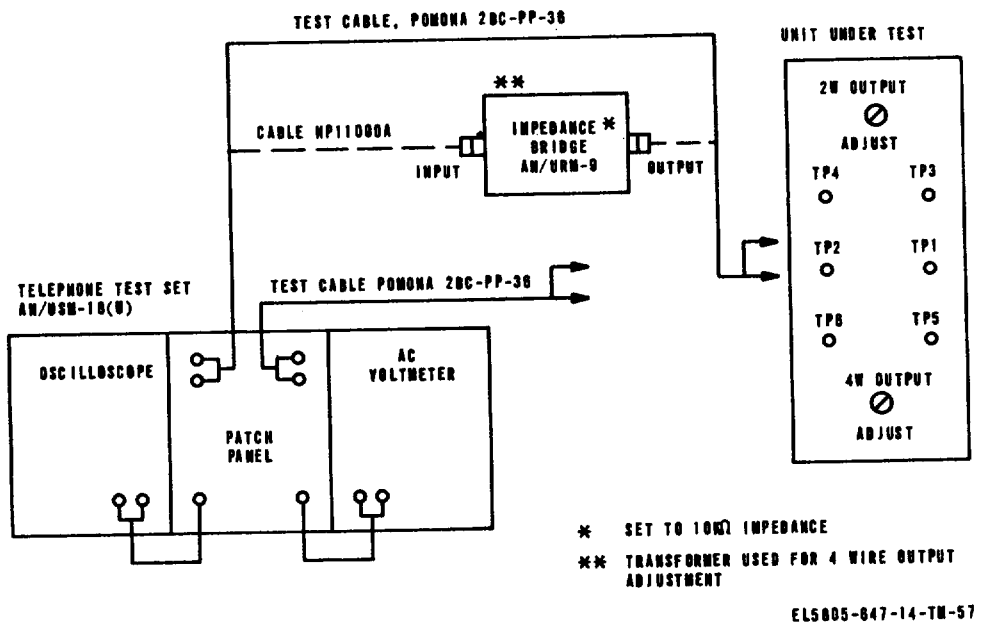 TEST CABLE, POMONA 2BC-PP-36
UNIT UNDER TEST
**
2W OUTPUT
ADJUST
CABLE NP11000A
IMPEDANCE *
BRIDGE
AN/URM-9
INPUT
OUTPUT
TP4
TP3
TP2
TP1
TP6
TP5
4W OUTPUT
ADJUST
TELEPHONE TEST SET
AN/USM-16(W)
TEST CABLE POMONA 2BC-PP-36
OSCILLOSCOPE
AC
VOLTMETER
PATCH
PANEL
* SET TO 10KΩ IMPEDANCE
** TRANSFORMER USED FOR 4 WIRE OUTPUT
ADJUSTMENT
EL5805-647-14-TM-57